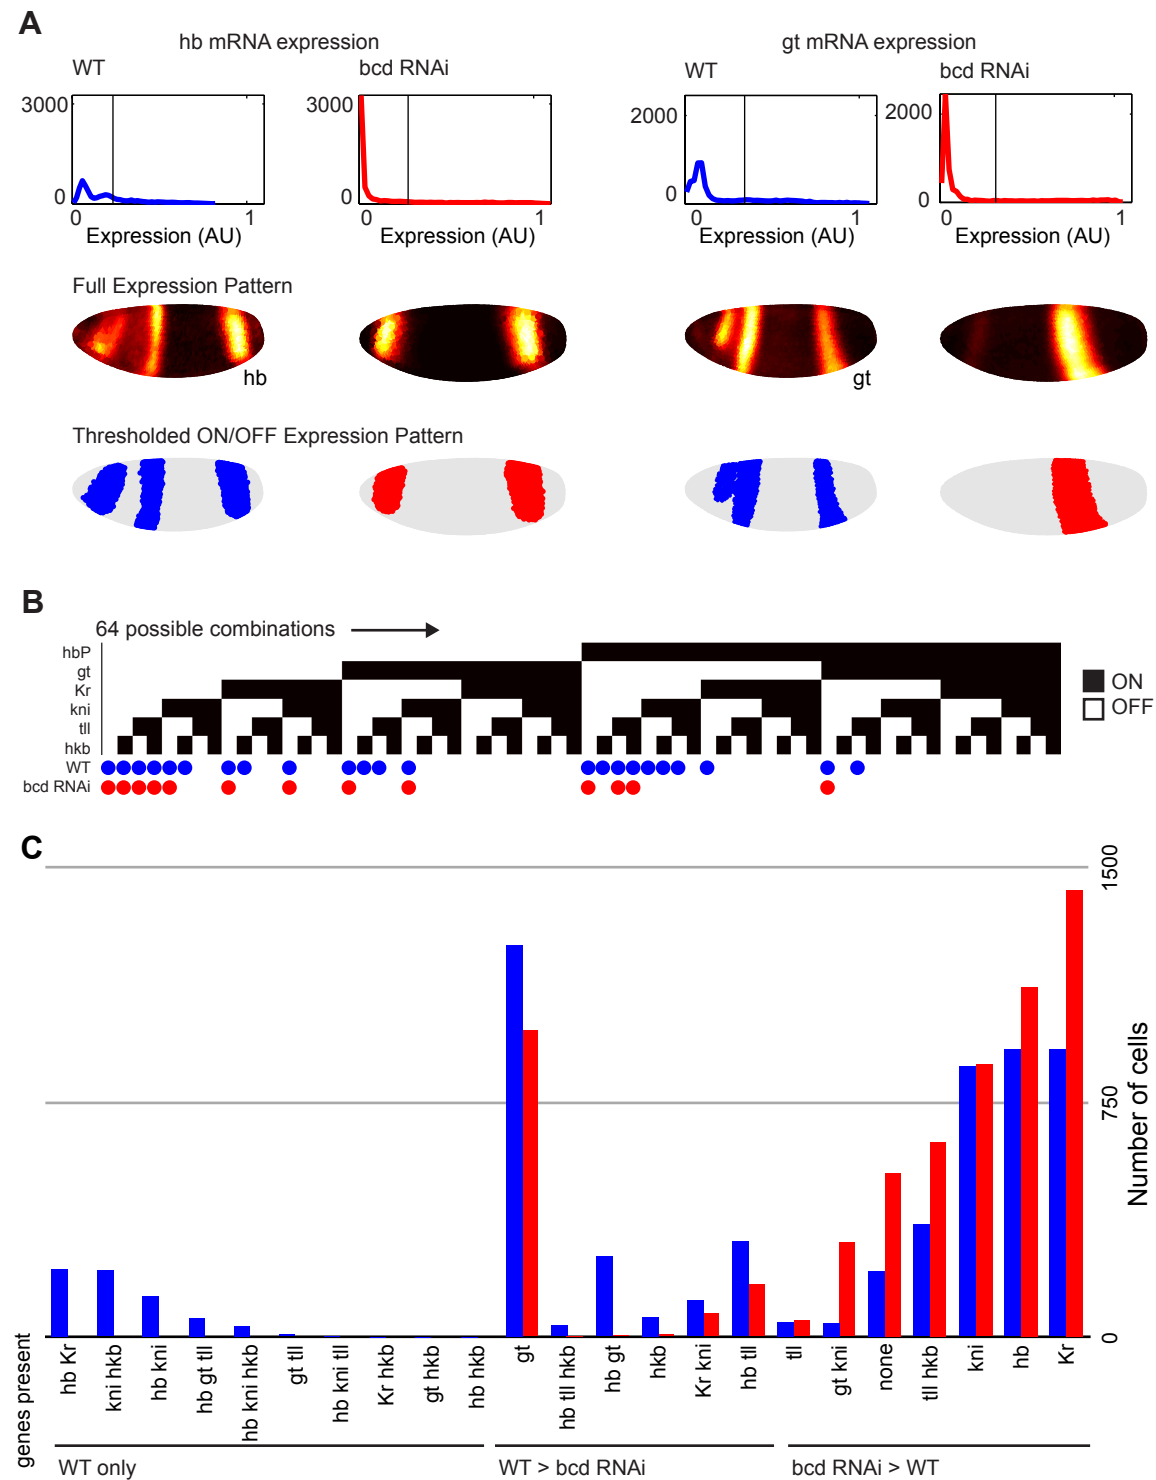 A
hb mRNA expression
gt mRNA expression
WT
bcd RNAi
WT
bcd RNAi
3000
0
0
1
Expression (AU)
3000
0
0
1
Expression (AU)
2000
0
0
1
Expression (AU)
2000
0
0
1
Expression (AU)
Full Expression Pattern
hb
gt
Thresholded ON/OFF Expression Pattern
B
64 possible combinations
hbP
gt
Kr
kni
tll
hkb
WT
bcd RNAi
ON
OFF
C
1500
750
0
Number of cells
genes present
hb Kr
kni hkb
hb kni
hb gt tll
hb kni hkb
gt tll
hb kni tll
Kr hkb
gt hkb
hb hkb
gt
hb tll hkb
hb gt
hkb
Kr kni
hb tll
tll
gt kni
none
tll hkb
kni
hb
Kr
WT only
WT > bcd RNAi
bcd RNAi > WT